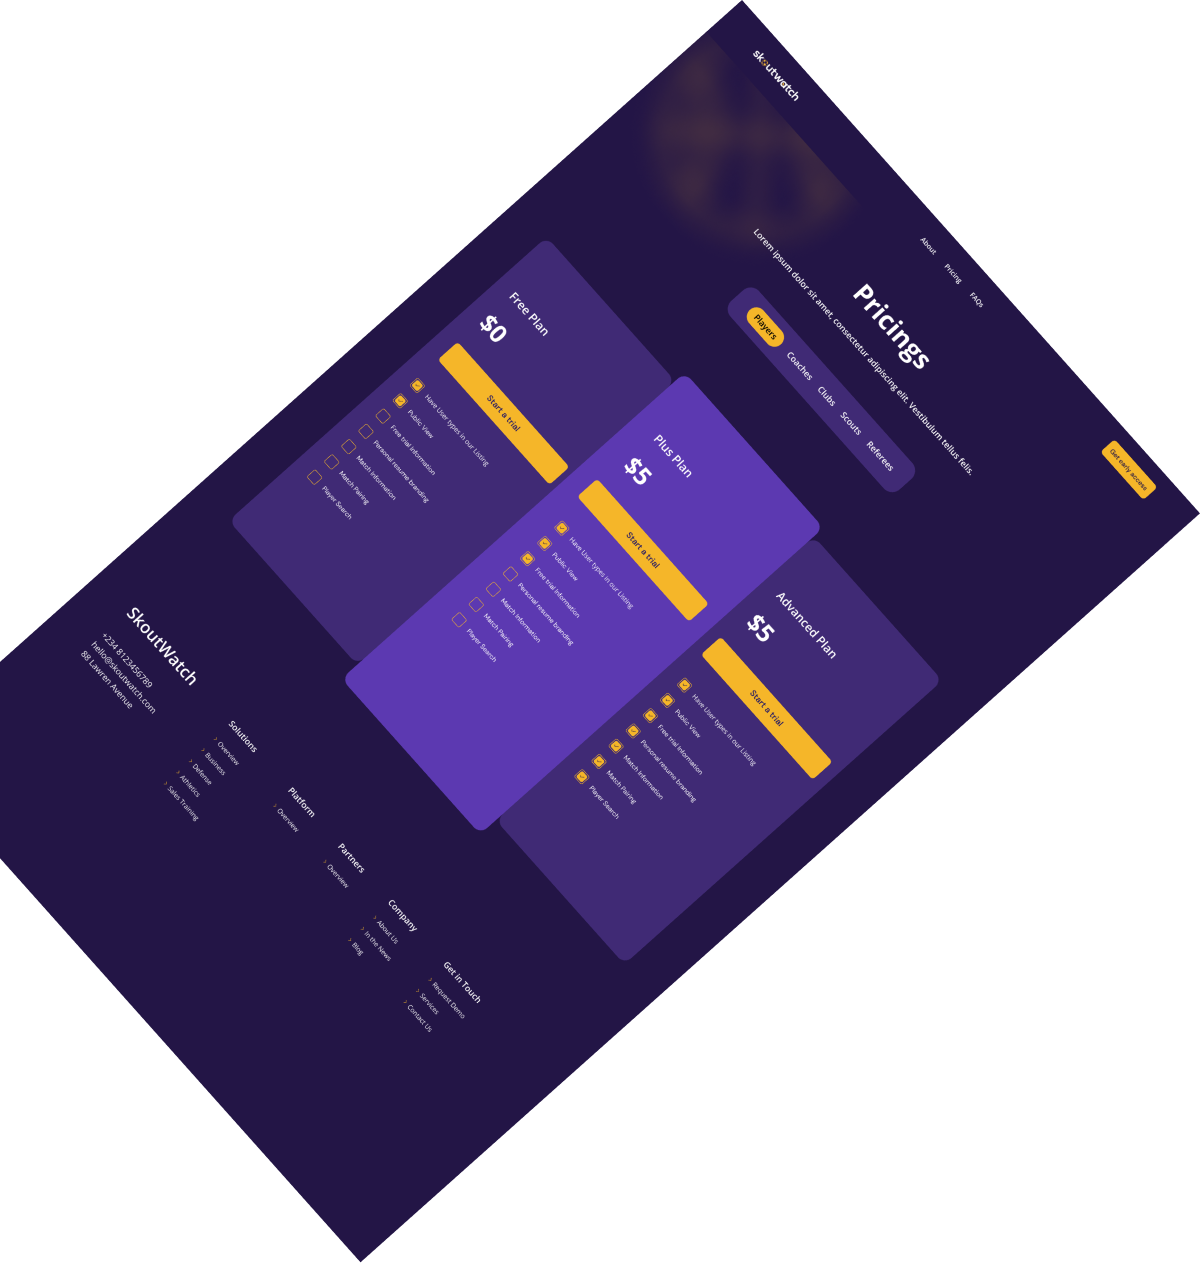 skoutwatch
About
Pricing
FAQs
Get early access
Pricings
Lorem ipsum dolor sit amet, consectetur adipiscing elit. Vestibulum tellus felis.
Players
Coaches
Clubs
Scouts
Referees
Free Plan
$0
Start a trial
Have User types in our Listing
Public View
Free trial information
Personal resume branding
Match Information
Match Pairing
Player Search
Plus Plan
$5
Start a trial
Have User types in our Listing
Public View
Free trial information
Personal resume branding
Match Information
Match Pairing
Player Search
Advanced Plan
$5
Start a trial
Have User types in our Listing
Public View
Free trial information
Personal resume branding
Match Information
Match Pairing
Player Search
SkoutWatch
+234 8123456789
hello@skoutwatch.com
88 Lawren Avenue
Solutions
Overview
Business
Defense
Athletics
Sales Training
Platform
Overview
Partners
Overview
Company
About Us
In the News
Blog
Get in Touch
Request Demo
Services
Contact Us